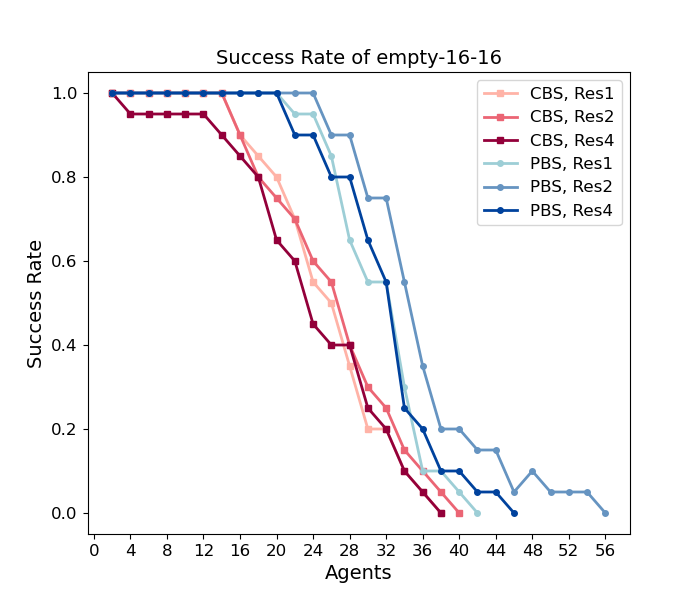 Success Rate of empty-16-16
CBS, Res1
CBS, Res2
CBS, Res4
PBS, Res1
PBS, Res2
PBS, Res4
1.0
0.8
0.6
0.4
0.2
0.0
Success Rate
0 4 8 12 16 20 24 28 32 36 40 44 48 52 56
Agents